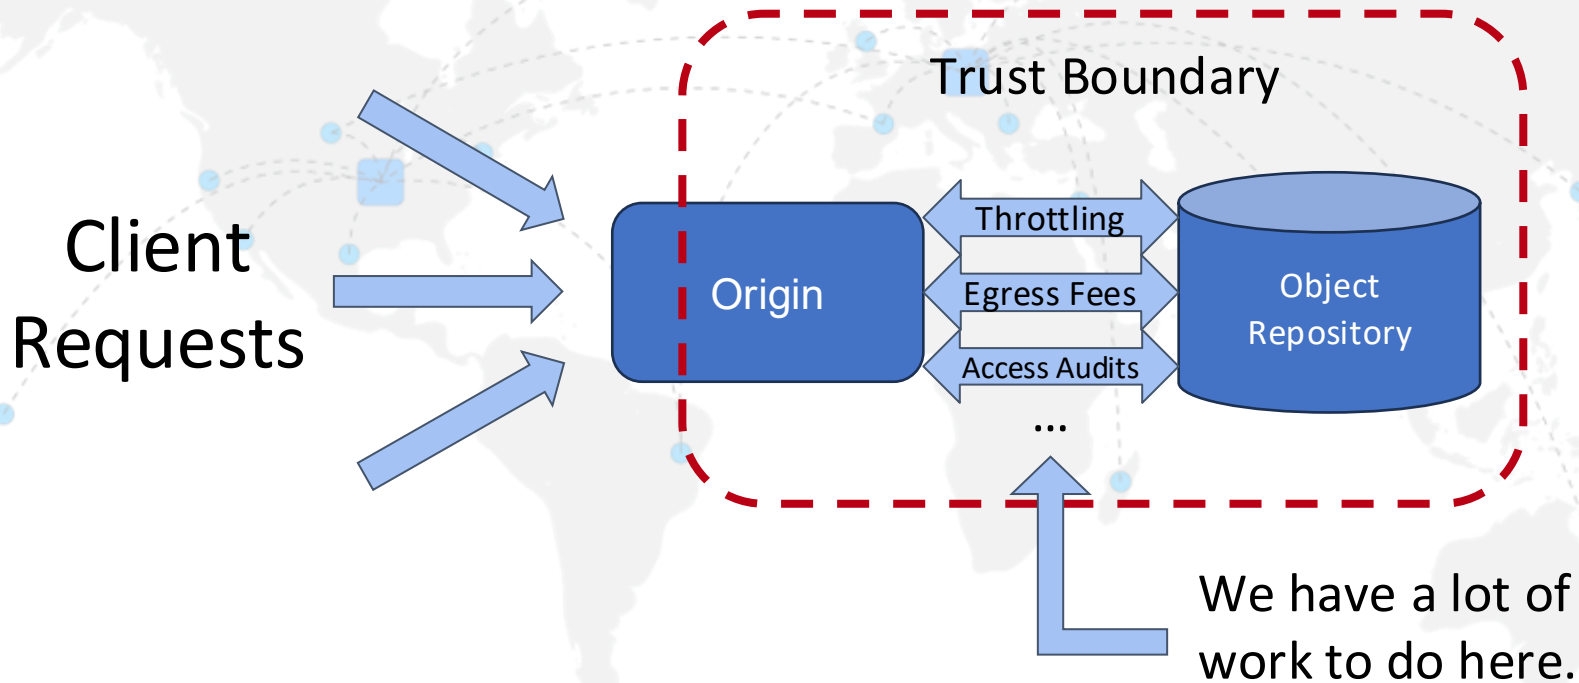 Trust Boundary
Client
Requests
Origin
Throttling
Egress Fees
Access Audits
...
Object
Repository
We have a lot of
work to do here.